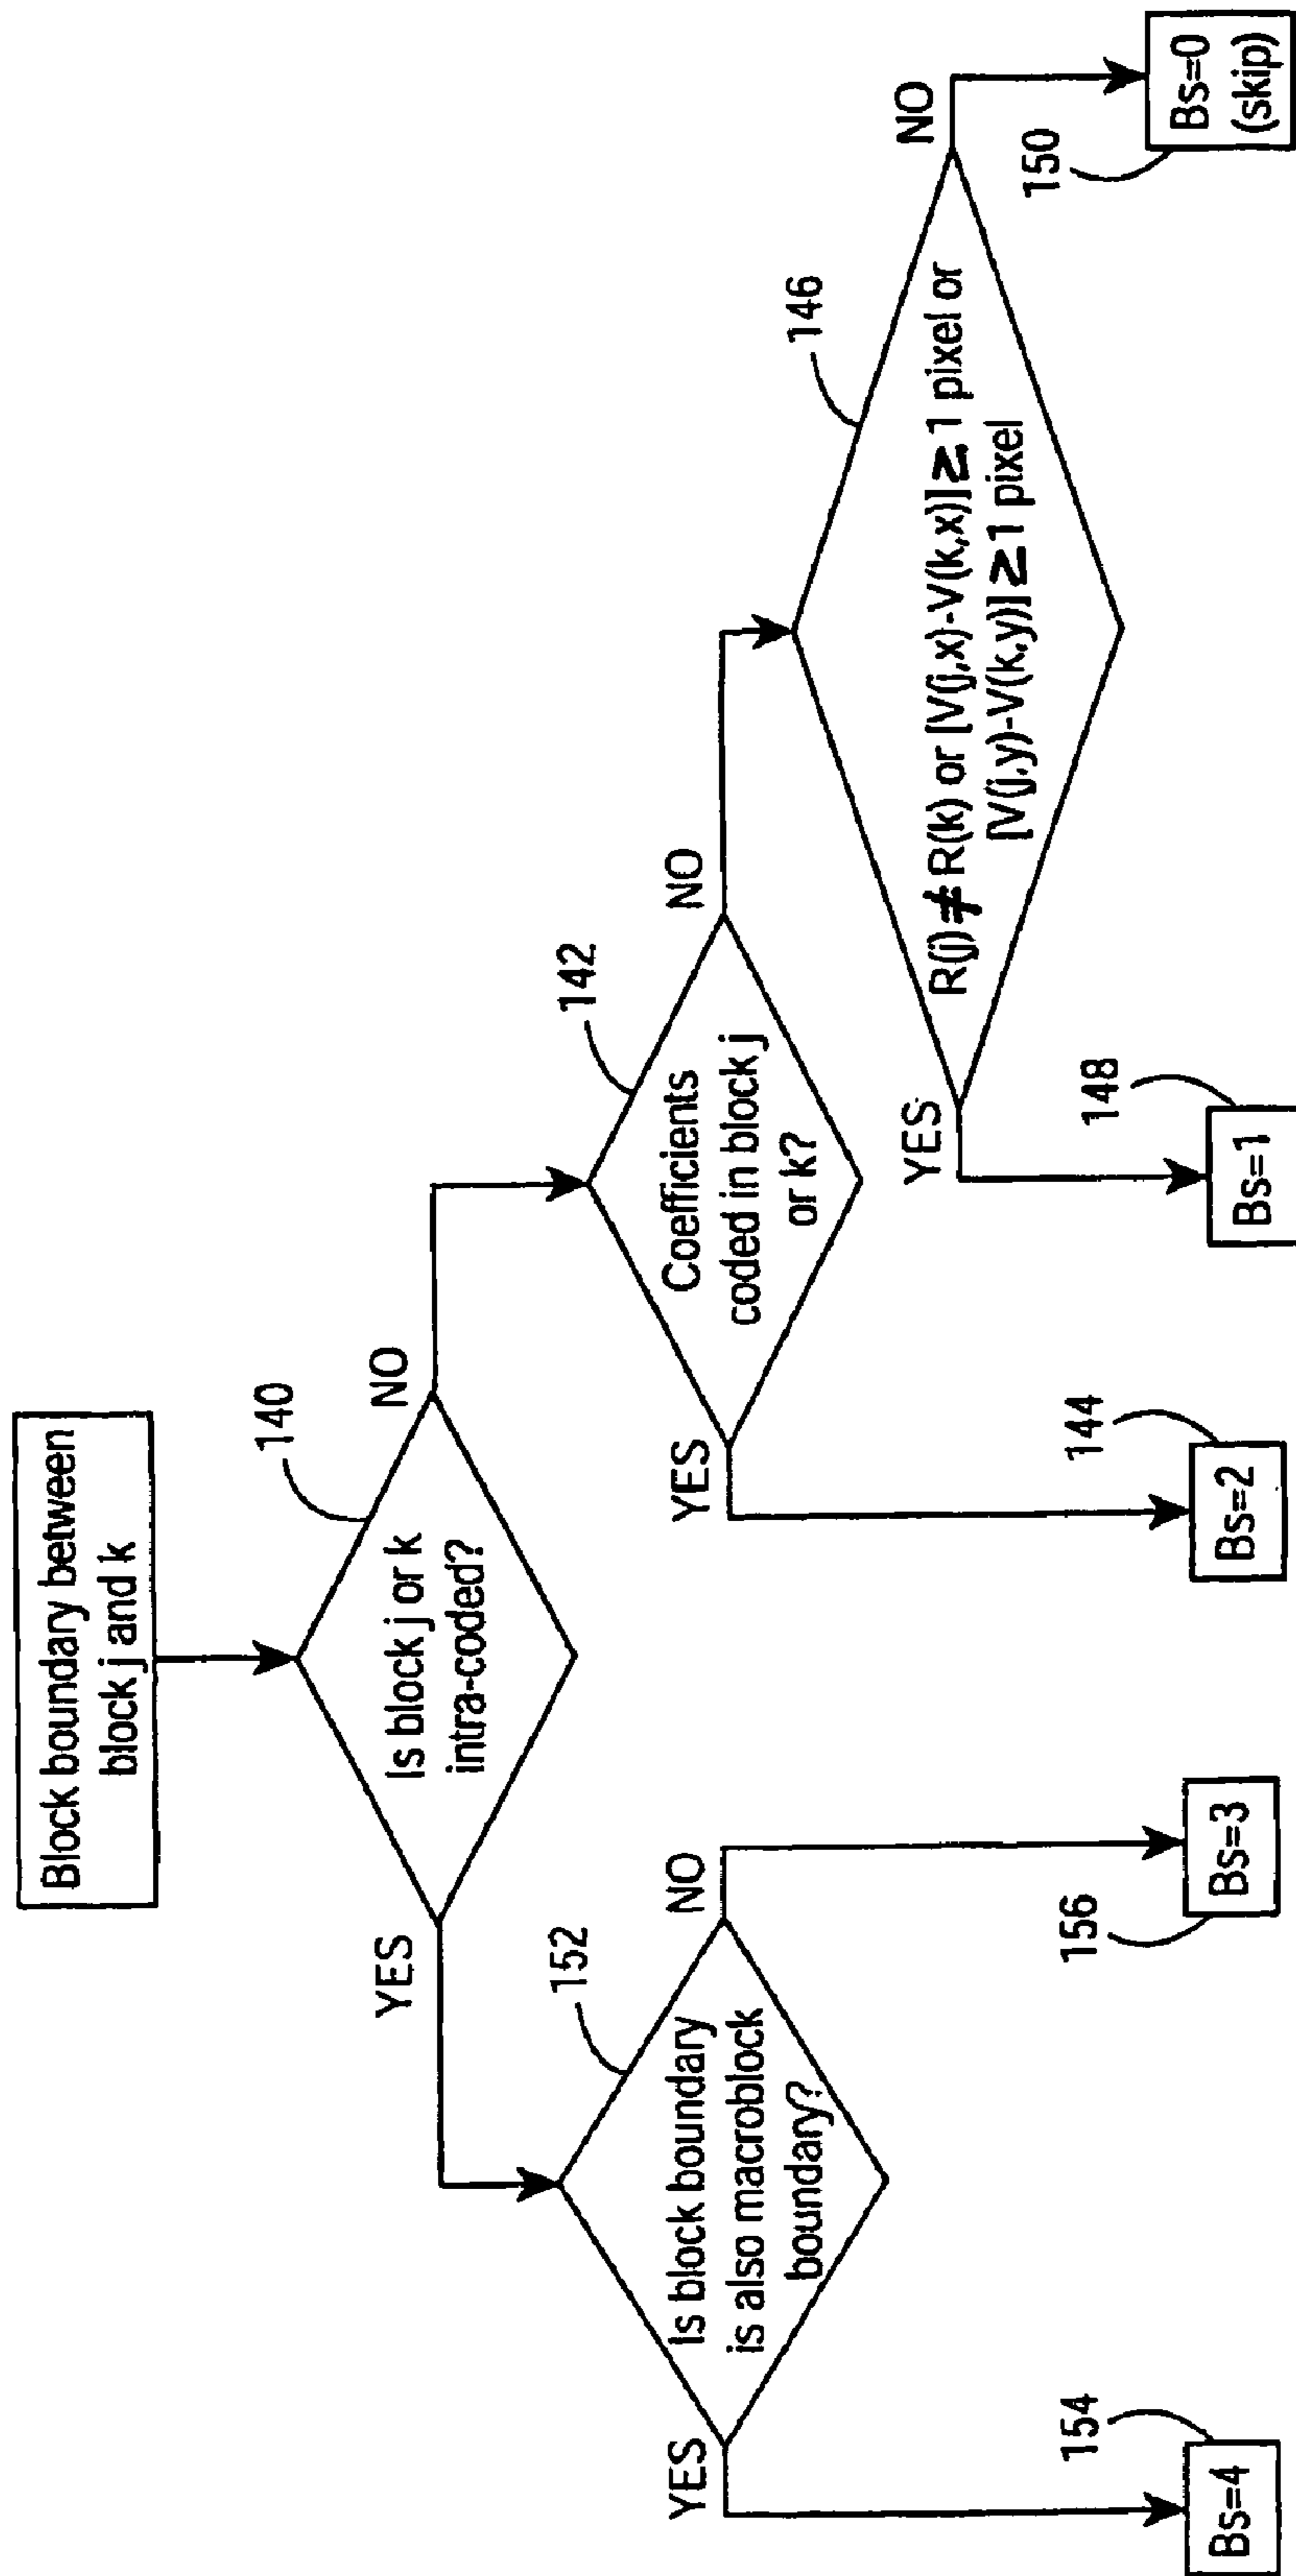 Block boundary between
block j and k
140
Is block j or k
intra-coded?
YES
NO
152
Is block boundary
is also macroblock
boundary?
YES
NO
142
Coefficients
coded in block j
or k?
YES
NO
146
R(j)≠R(k) or [V(j,x)-V(k,x)]≥1 pixel or
[V(j,y)-V(k,y)]≥1 pixel
YES
NO
154
Bs=4
156
Bs=3
144
Bs=2
148
Bs=1
150
Bs=0
(skip)